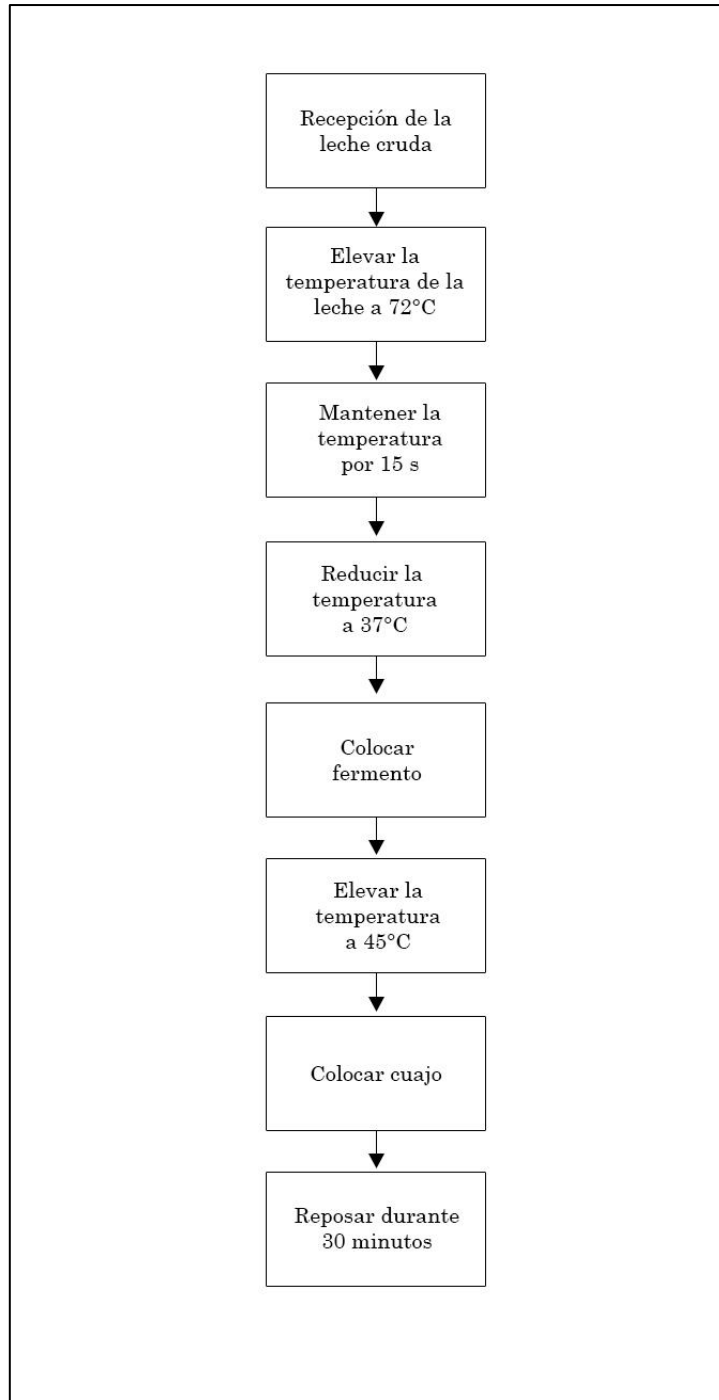 Recepción de la
leche cruda
Elevar la
temperatura de la
leche a 72°C
Mantener la
temperatura
por 15 s
Reducir la
temperatura
a 37°C
Colocar
fermento
Elevar la
temperatura
a 45°C
Colocar cuajo
Reposar durante
30 minutos